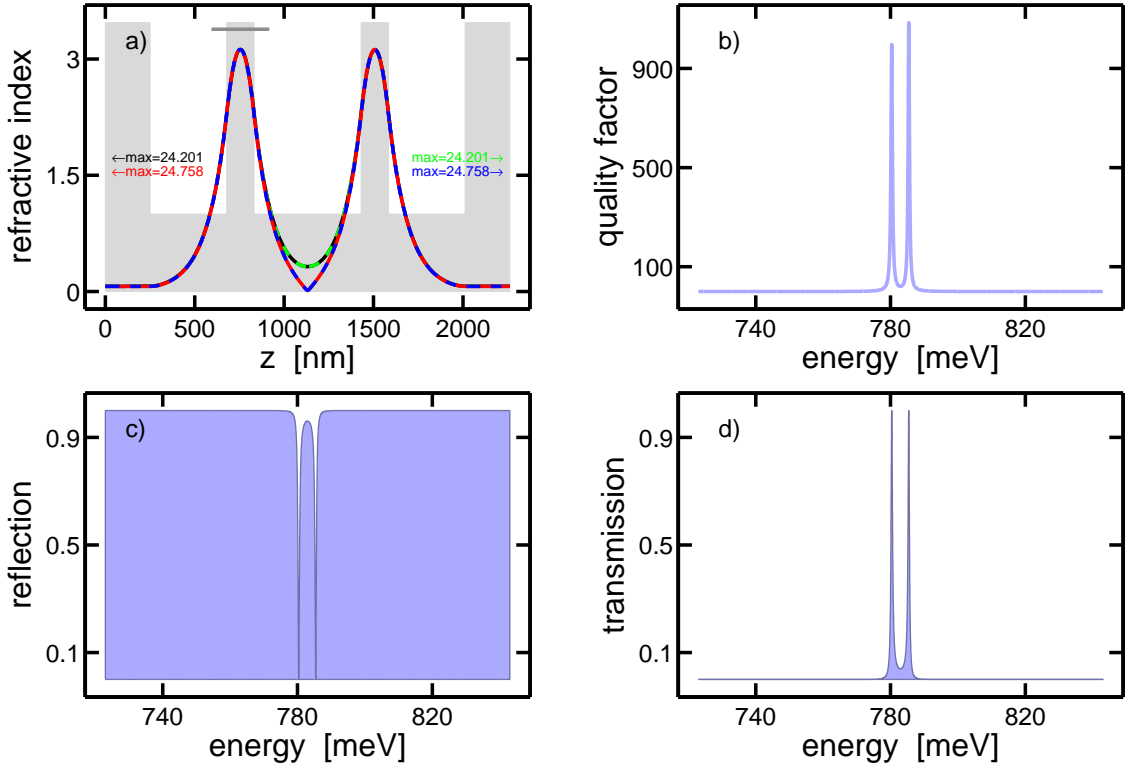 a)
refractive index
3
1.5
0
←max=24.201
←max=24.758
max=24.201→
max=24.758→
0
500
1000
1500
2000
z [nm]
b)
quality factor
900
500
100
740
780
820
energy [meV]
c)
reflection
0.9
0.5
0.1
740
780
820
energy [meV]
d)
transmission
0.9
0.5
0.1
740
780
820
energy [meV]